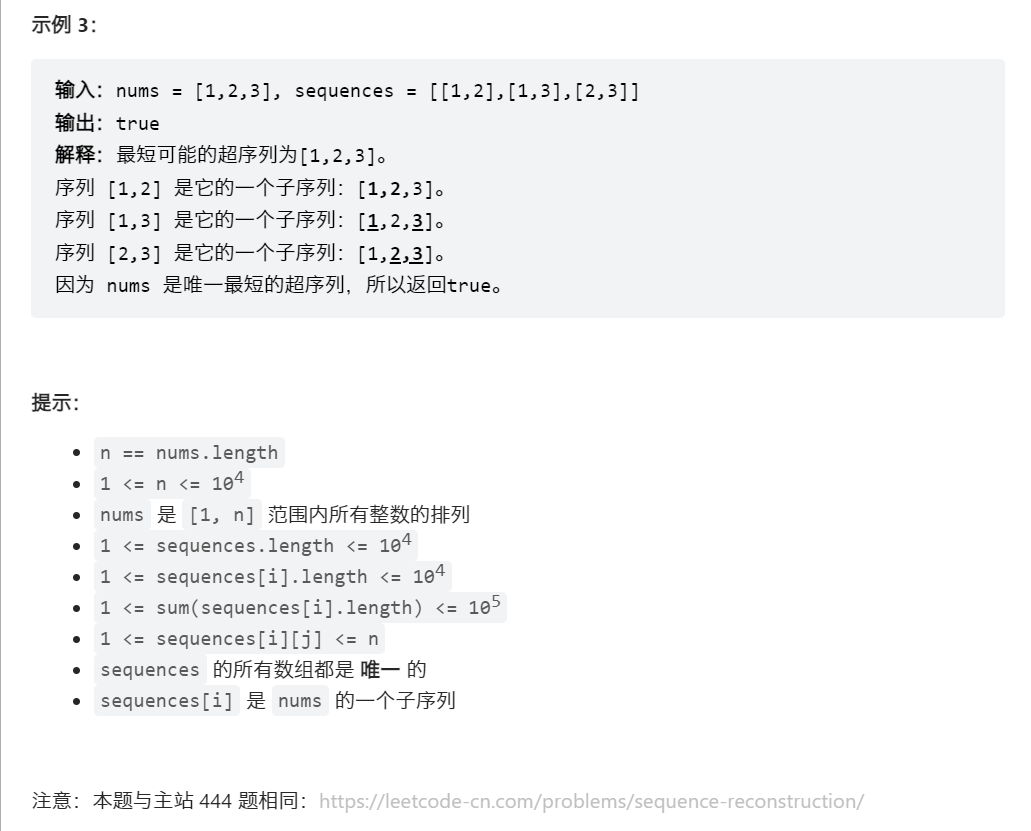 示例 3：
输入：nums = [1,2,3], sequences = [[1,2],[1,3],[2,3]]
输出：true
解释：最短可能的超序列为[1,2,3]。
序列 [1,2] 是它的一个子序列：[1,2,3]。
序列 [1,3] 是它的一个子序列：[1,2,3]。
序列 [2,3] 是它的一个子序列：[1,2,3]。
因为 nums 是唯一最短的超序列，所以返回true。
提示：
n == nums.length
1 <= n <= 10⁴
nums 是 [1, n] 范围内所有整数的排列
1 <= sequences.length <= 10⁴
1 <= sequences[i].length <= 10⁴
1 <= sum(sequences[i].length) <= 10⁵
1 <= sequences[i][j] <= n
sequences 的所有数组都是 唯一 的
sequences[i] 是 nums 的一个子序列
注意：本题与主站 444 题相同：https://leetcode-cn.com/problems/sequence-reconstruction/